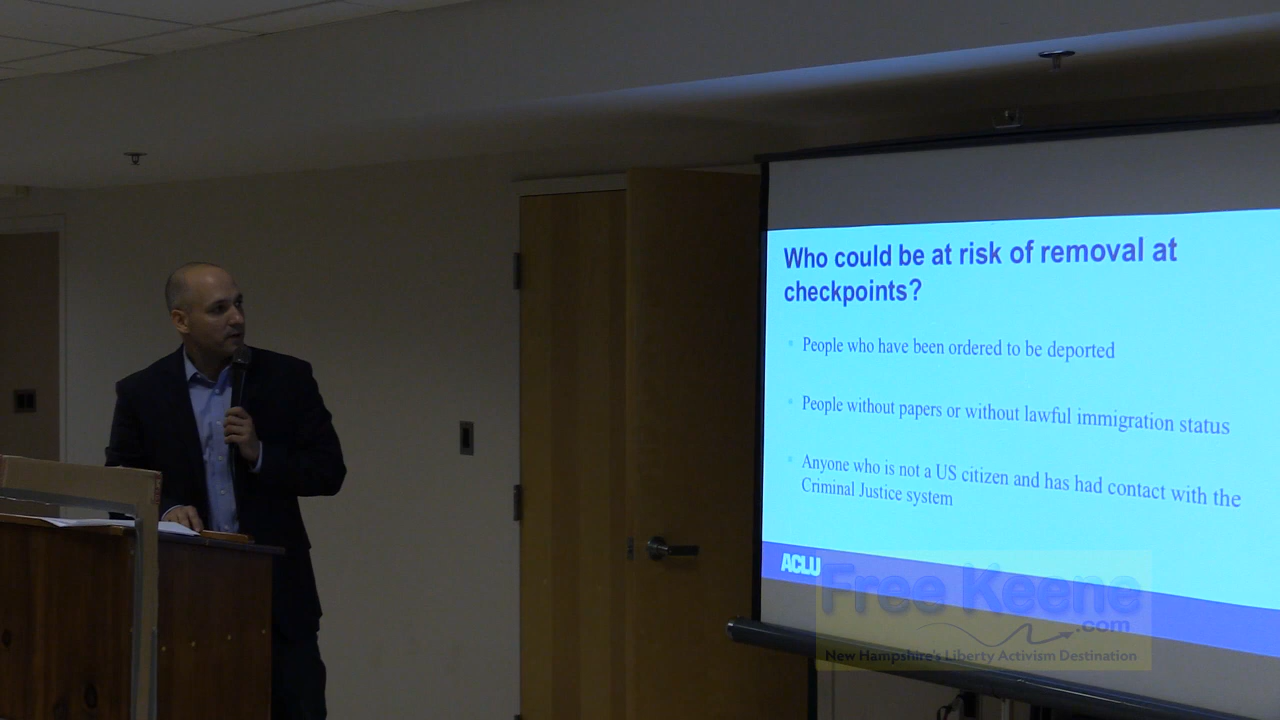 Who could be at risk of removal at
checkpoints?
People who have been ordered to be deported
People without papers or without lawful immigration status
Anyone who is not a US citizen and has had contact with the
Criminal Justice system
ACLU
Free Keene
.com
New Hampshire's Liberty Activism Destination